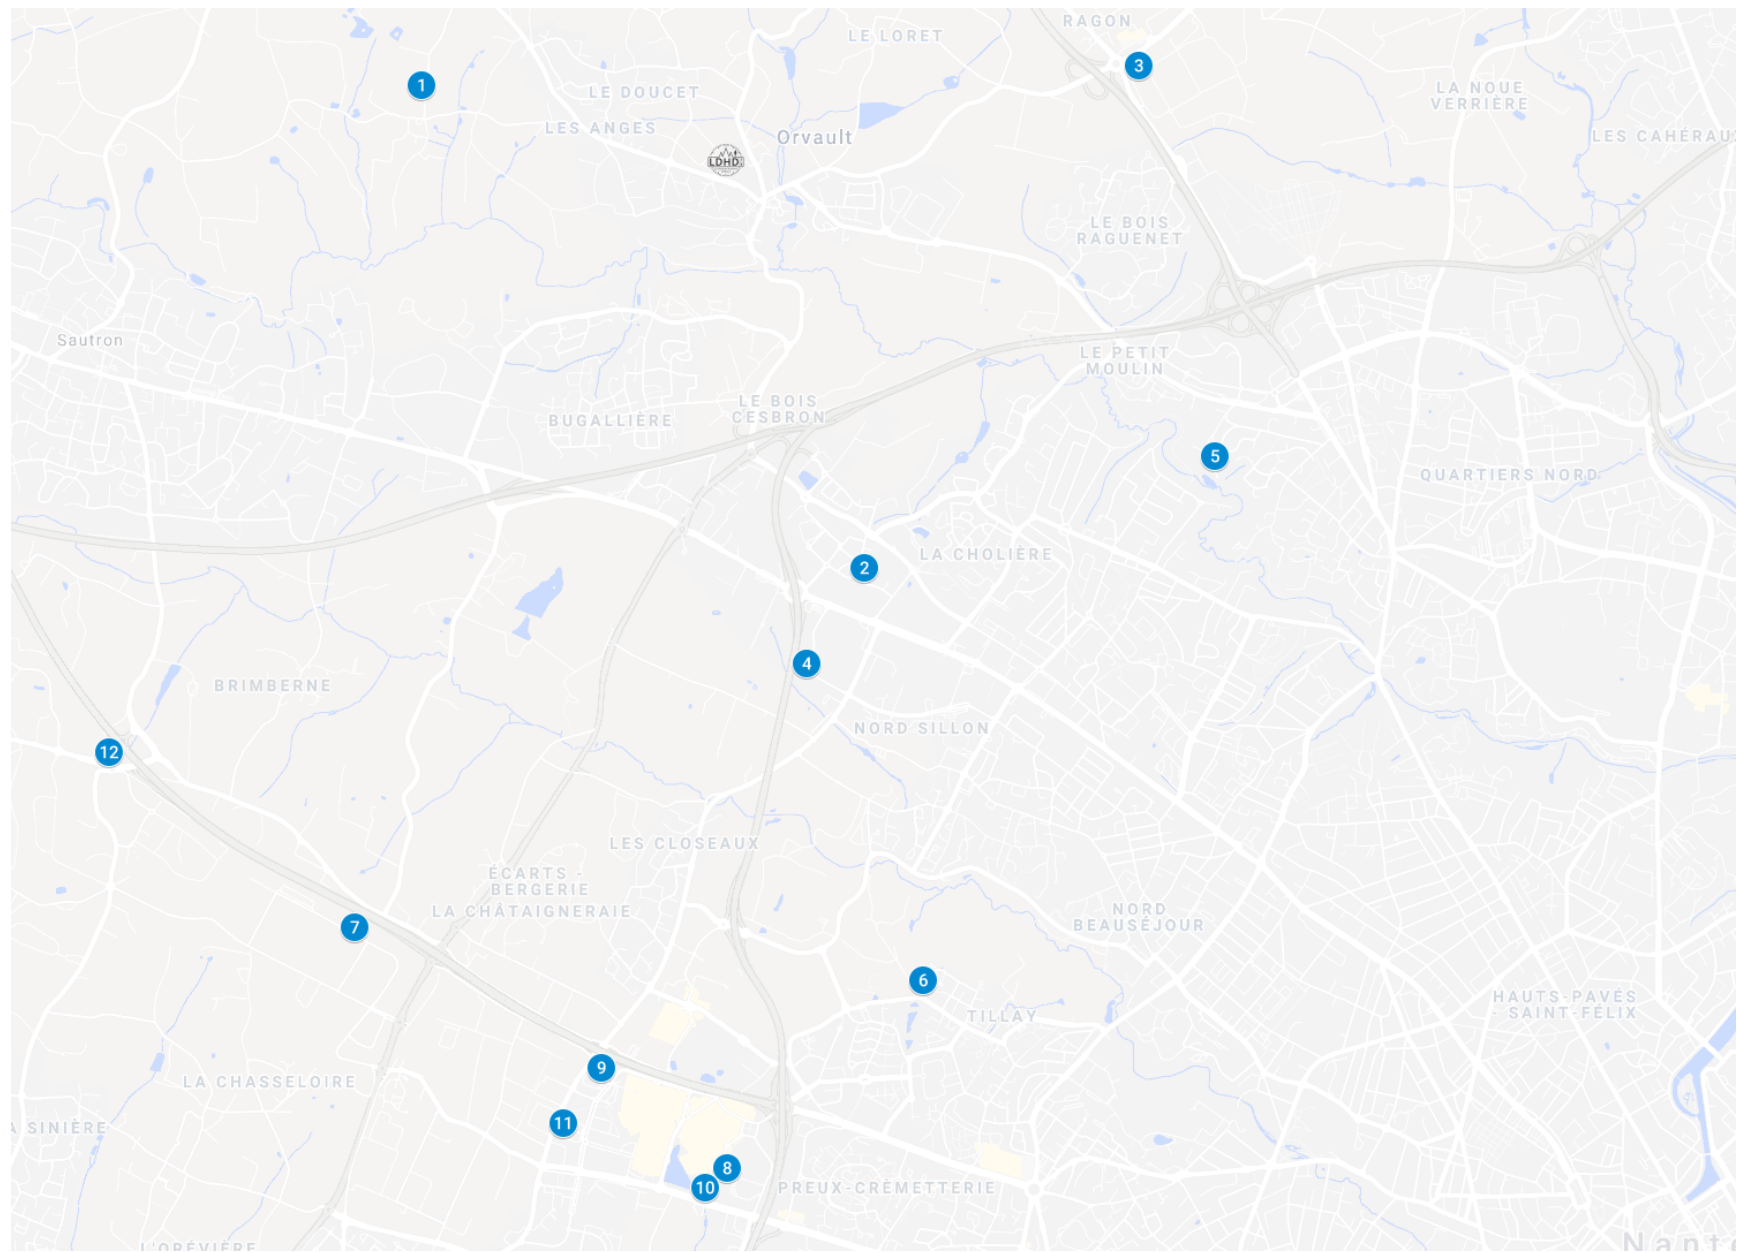 RAGON
LE LORET
3
1
LE DOUCET
LA NOUE
VERRIÈRE
LES ANGES
Orvault
LES CAHÉRAU
LDHD
LE BOIS
RAGUENET
Sautron
LE PETIT
MOULIN
LE BOIS
CESBRON
BUGALLIÈRE
5
QUARTIERS NORD
LA CHOLIÈRE
2
4
BRIMBERNE
NORD SILLON
12
LES CLOSEAUX
ÉCARTS -
BERGERIE
LA CHÂTAIGNERAIE
NORD
BEAUSÉJOUR
7
6
HAUTS-PAVÉS
- SAINT-FÉLIX
TILLAY
9
LA CHASSELOIRE
11
A SINIÈRE
8
10
PREUX-CRÈMETTERIE
L'ORÉVIÈRE
Nant